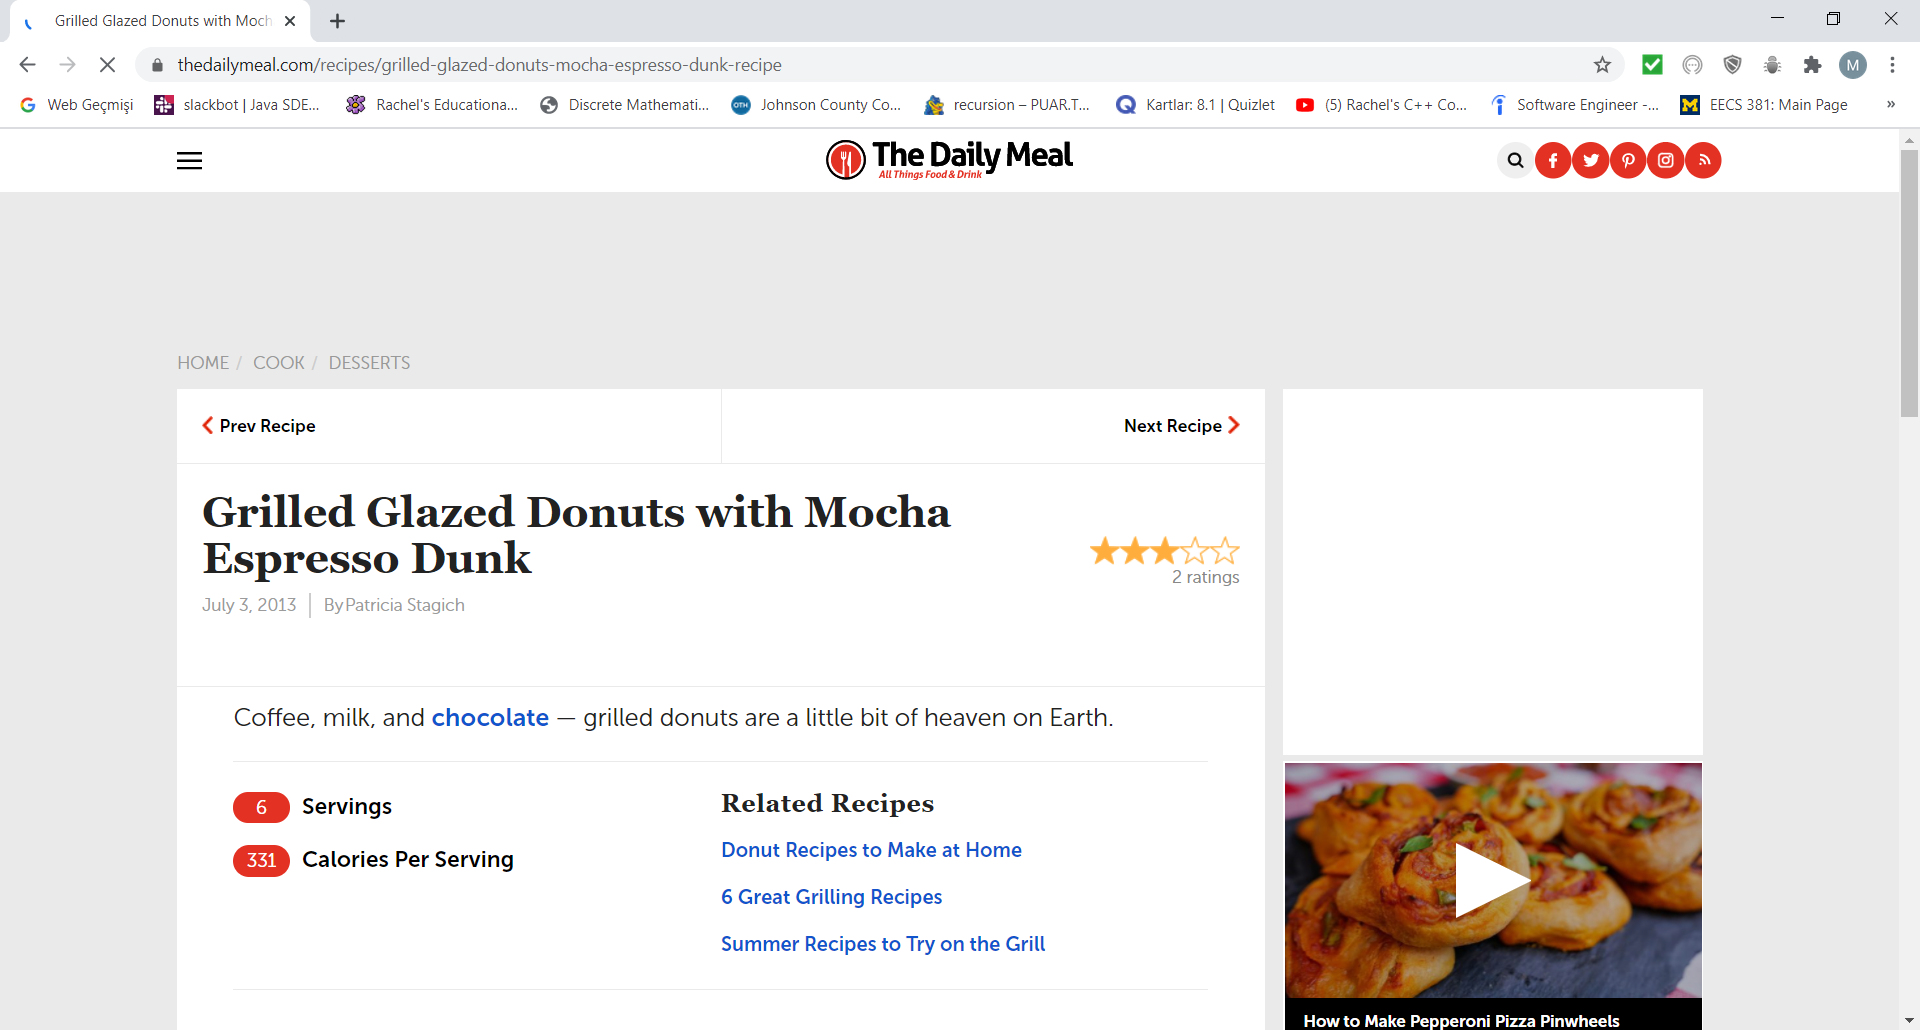 Grilled Glazed Donuts with Moch
thedailymeal.com/recipes/grilled-glazed-donuts-mocha-espresso-dunk-recipe
M
Web Geçmişi
slackbot | Java SDE...
Rachel's Educationa...
Discrete Mathemati...
OTH
Johnson County Co...
recursion – PUAR.T...
Kartlar: 8.1 | Quizlet
(5) Rachel's C++ Co...
Software Engineer -...
M
EECS 381: Main Page
»
The Daily Meal
All Things Food & Drink
HOME / COOK / DESSERTS
Prev Recipe
Next Recipe
Grilled Glazed Donuts with Mocha
Espresso Dunk
2 ratings
July 3, 2013 | By Patricia Stagich
Coffee, milk, and chocolate — grilled donuts are a little bit of heaven on Earth.
6 Servings
331 Calories Per Serving
Related Recipes
Donut Recipes to Make at Home
6 Great Grilling Recipes
Summer Recipes to Try on the Grill
How to Make Pepperoni Pizza Pinwheels